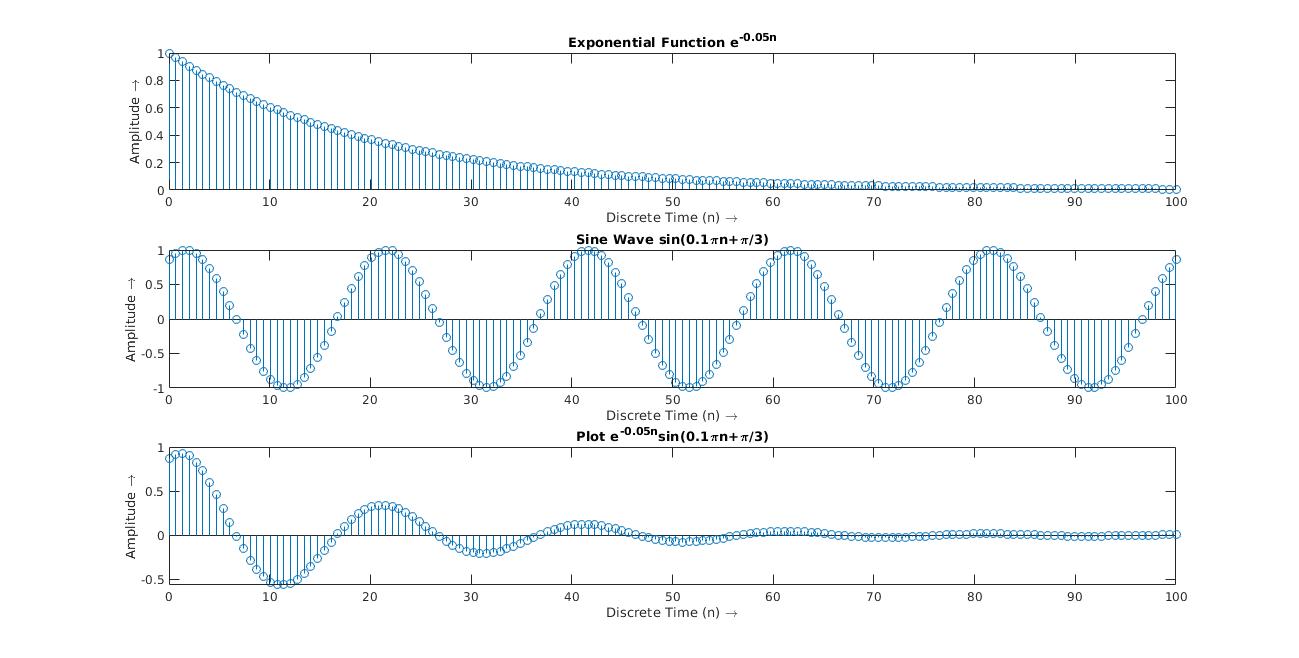 Exponential Function e^-0.05n
Amplitude →
1
0.8
0.6
0.4
0.2
0
0 10 20 30 40 50 60 70 80 90 100
Discrete Time (n) →
Sine Wave sin(0.1πn+π/3)
Amplitude →
1
0.5
0
-0.5
-1
0 10 20 30 40 50 60 70 80 90 100
Discrete Time (n) →
Plot e^-0.05nsin(0.1πn+π/3)
Amplitude →
1
0.5
0
-0.5
0 10 20 30 40 50 60 70 80 90 100
Discrete Time (n) →